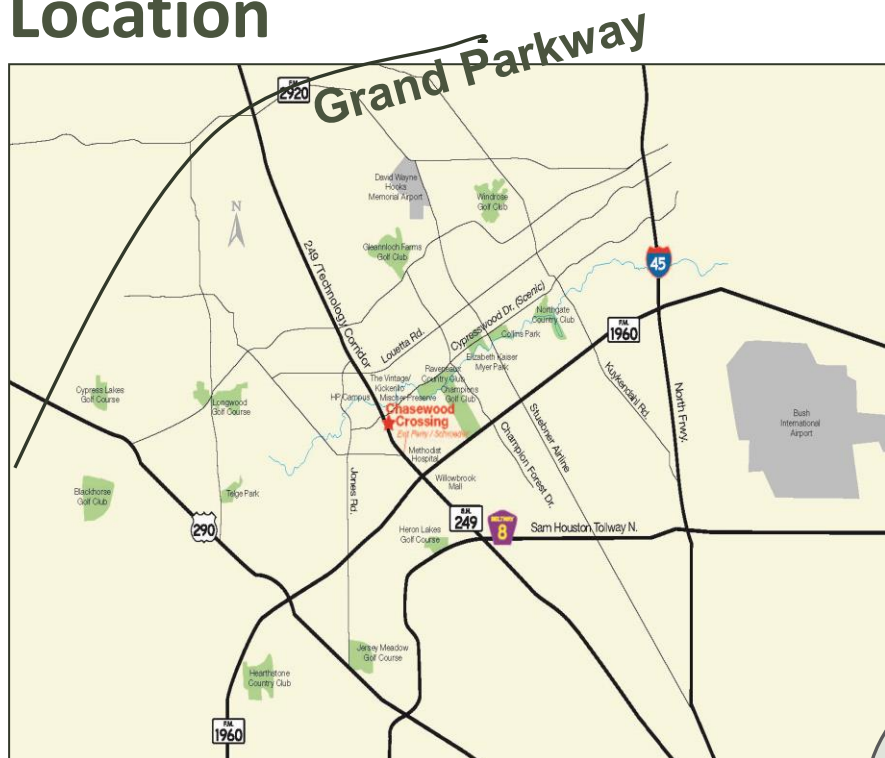 Location
Grand Parkway
F.M.
2920
David Wayne
Hooks
Memorial Airport
Windrose
Golf Club
N
Gleannloch Farms
Golf Club
249 /Technology Corridor
45
Louetta Rd.
Cypresswood Dr. (Scenic)
Northgate
Country Club
Collins Park
F.M.
1960
Elizabeth Kaiser
Myer Park
Raveneaux
Country Club
Champions
Golf Club
The Vintage/
Kickerillo
Mischer Preserve
HP Campus
Kuykendahl Rd.
North Frwy.
Cypress Lakes
Golf Course
Longwood
Golf Course
Chasewood
Crossing
Exit Perry / Schroeder
Bush
International
Airport
Stuebner Airline
Champion Forest Dr.
Methodist
Hospital
Willowbrook
Mall
Jones Rd.
Blackhorse
Golf Club
Telge Park
290
S.H.
249
BELTWAY
8
Sam Houston Tollway N.
Heron Lakes
Golf Course
Jersey Meadow
Golf Course
Hearthstone
Country Club
F.M.
1960